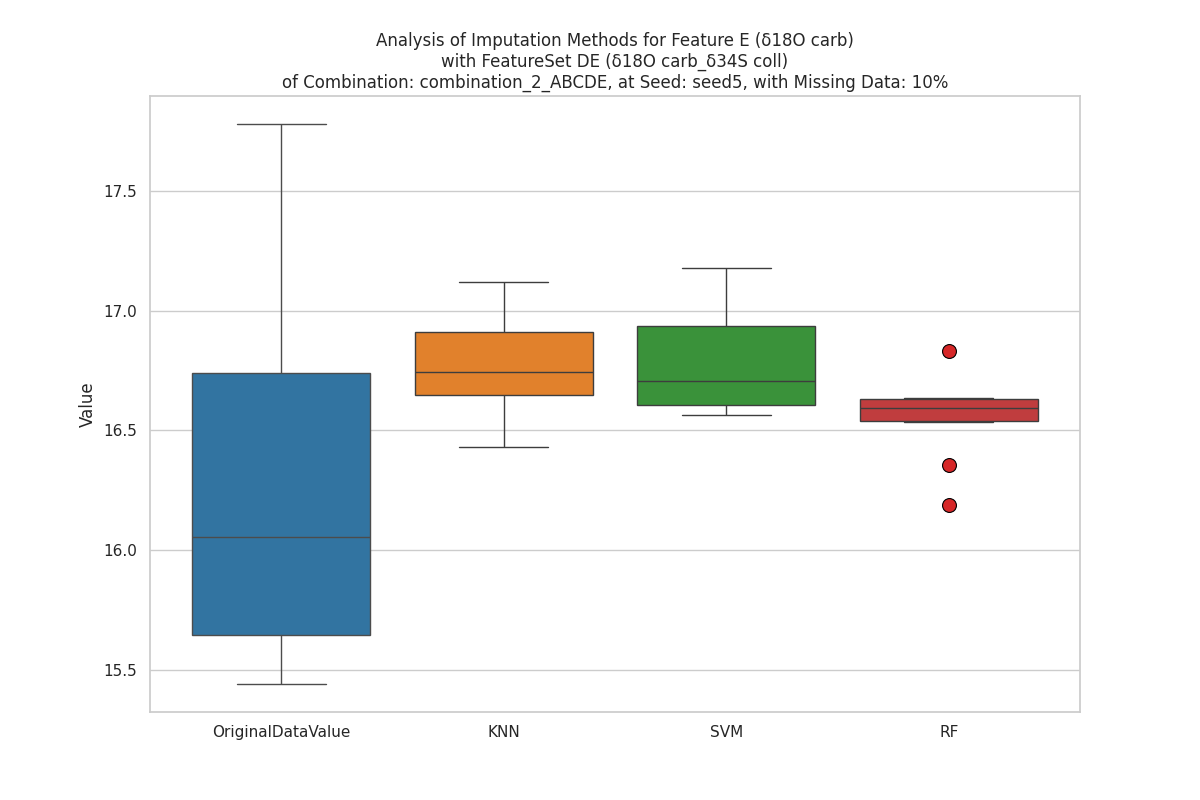 Analysis of Imputation Methods for Feature E (δ18O carb)
with FeatureSet DE (δ18O carb_δ34S coll)
of Combination: combination_2_ABCDE, at Seed: seed5, with Missing Data: 10%
Value
17.5
17.0
16.5
16.0
15.5
OriginalDataValue
KNN
SVM
RF